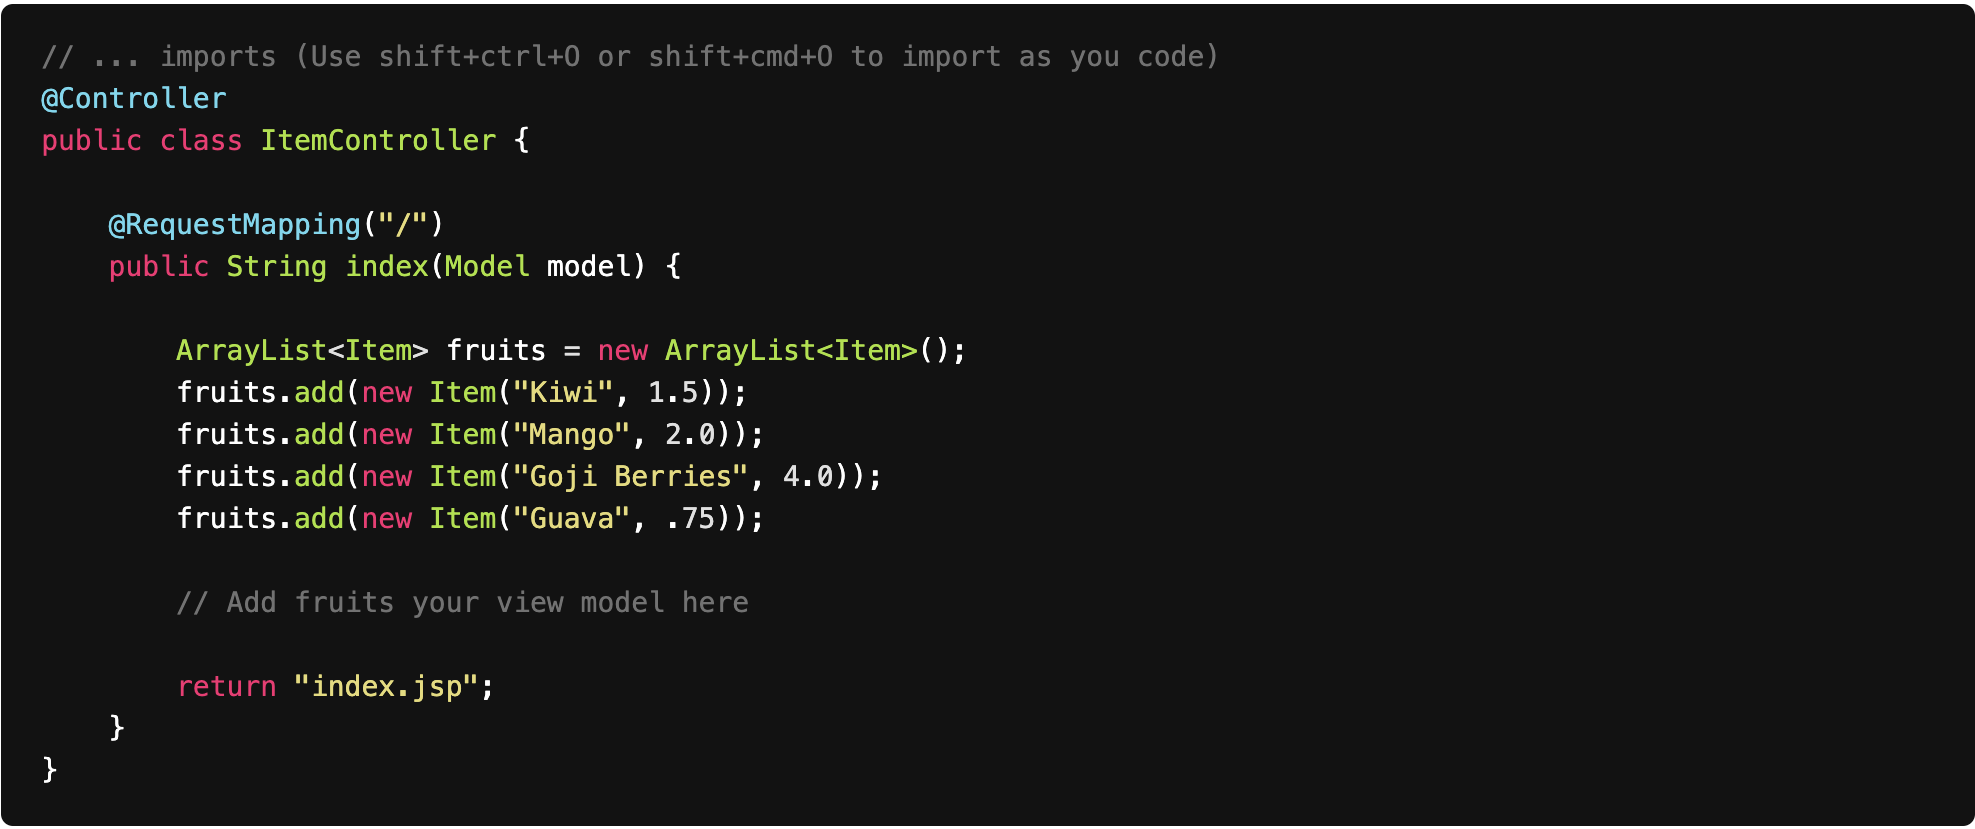 // ... imports (Use shift+ctrl+O or shift+cmd+O to import as you code)
@Controller
public class ItemController {
    @RequestMapping("/")
    public String index(Model model) {
        ArrayList<Item> fruits = new ArrayList<Item>();
        fruits.add(new Item("Kiwi", 1.5));
        fruits.add(new Item("Mango", 2.0));
        fruits.add(new Item("Goji Berries", 4.0));
        fruits.add(new Item("Guava", .75));
        // Add fruits your view model here
        return "index.jsp";
    }
}